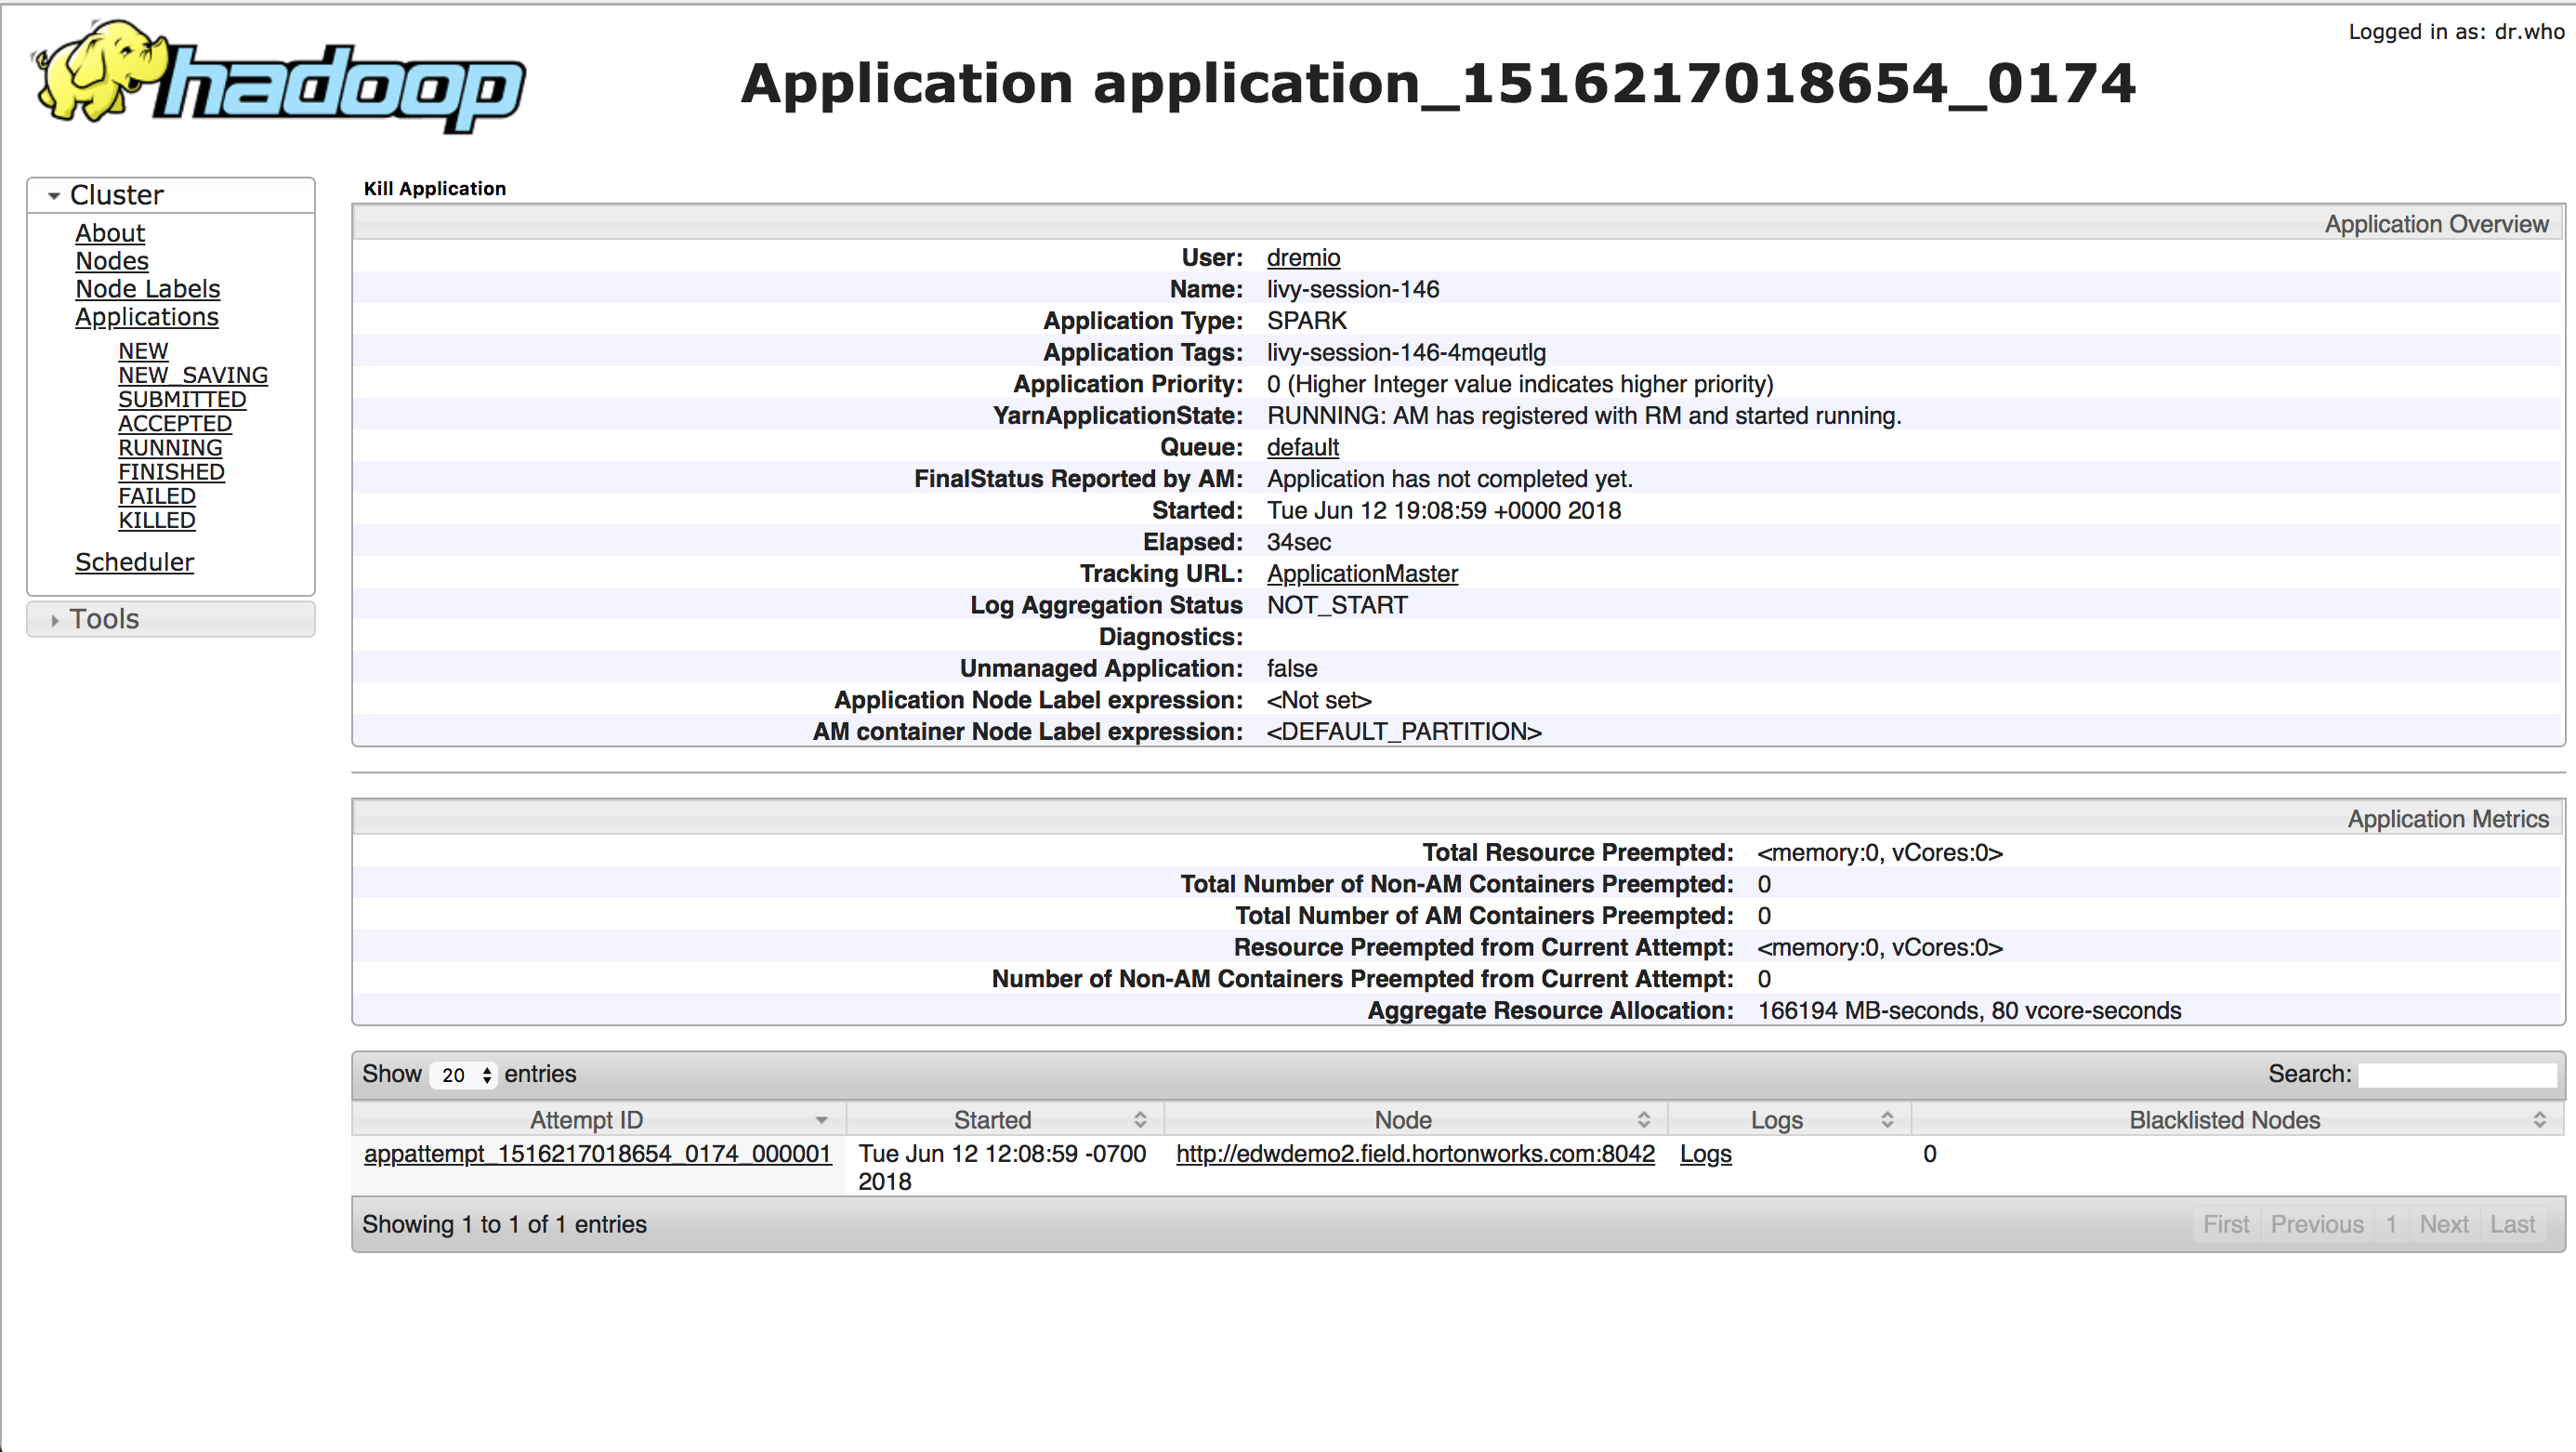 hadoop
Logged in as: dr.who
Application application_1516217018654_0174
Cluster
About
Nodes
Node Labels
Applications
NEW
NEW_SAVING
SUBMITTED
ACCEPTED
RUNNING
FINISHED
FAILED
KILLED
Scheduler
Tools
Kill Application
Application Overview
User: dremio
Name: livy-session-146
Application Type: SPARK
Application Tags: livy-session-146-4mqeutlg
Application Priority: 0 (Higher Integer value indicates higher priority)
YarnApplicationState: RUNNING: AM has registered with RM and started running.
Queue: default
FinalStatus Reported by AM: Application has not completed yet.
Started: Tue Jun 12 19:08:59 +0000 2018
Elapsed: 34sec
Tracking URL: ApplicationMaster
Log Aggregation Status NOT_START
Diagnostics:
Unmanaged Application: false
Application Node Label expression: <Not set>
AM container Node Label expression: <DEFAULT_PARTITION>
Application Metrics
Total Resource Preempted: <memory:0, vCores:0>
Total Number of Non-AM Containers Preempted: 0
Total Number of AM Containers Preempted: 0
Resource Preempted from Current Attempt: <memory:0, vCores:0>
Number of Non-AM Containers Preempted from Current Attempt: 0
Aggregate Resource Allocation: 166194 MB-seconds, 80 vcore-seconds
Show 20 entries Search:
Attempt ID Started Node Logs Blacklisted Nodes
appattempt_1516217018654_0174_000001 Tue Jun 12 12:08:59 -0700 http://edwdemo2.field.hortonworks.com:8042 Logs 0
2018
Showing 1 to 1 of 1 entries First Previous 1 Next Last